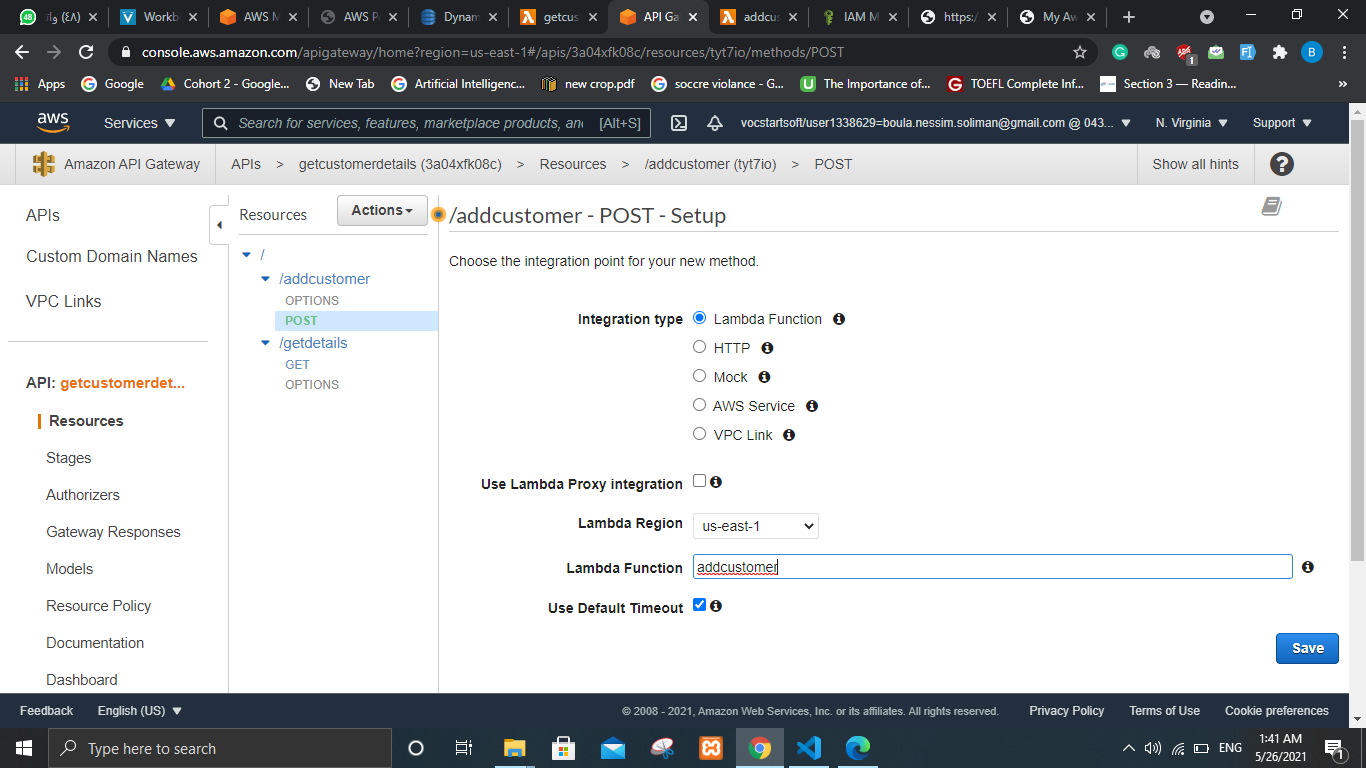 48 (٤٨) وات
Workb
AWS M
AWS P
Dynam
getcus
API Ga
addcus
IAM M
https:/
My Aw
console.aws.amazon.com/apigateway/home?region=us-east-1#/apis/3a04xfk08c/resources/tyt7io/methods/POST
Apps Google Cohort 2 - Google... New Tab Artificial Intelligenc... new crop.pdf soccre violance - G... The Importance of... TOEFL Complete Inf... Section 3 — Readin... »
aws Services Search for services, features, marketplace products, and [Alt+S] vocstartsoft/user1338629=boula.nessim.soliman@gmail.com @ 043... N. Virginia Support
Amazon API Gateway APIs > getcustomerdetails (3a04xfk08c) > Resources > /addcustomer (tyt7io) > POST Show all hints ?
APIs
Custom Domain Names
VPC Links
API: getcustomerdet...
Resources
Stages
Authorizers
Gateway Responses
Models
Resource Policy
Documentation
Dashboard
Resources Actions
/
/addcustomer
OPTIONS
POST
/getdetails
GET
OPTIONS
/addcustomer - POST - Setup
Choose the integration point for your new method.
Integration type Lambda Function
HTTP
Mock
AWS Service
VPC Link
Use Lambda Proxy integration
Lambda Region us-east-1
Lambda Function addcustomer
Use Default Timeout
Save
Feedback English (US) © 2008 - 2021, Amazon Web Services, Inc. or its affiliates. All rights reserved. Privacy Policy Terms of Use Cookie preferences
Type here to search ENG 1:41 AM
5/26/2021 1